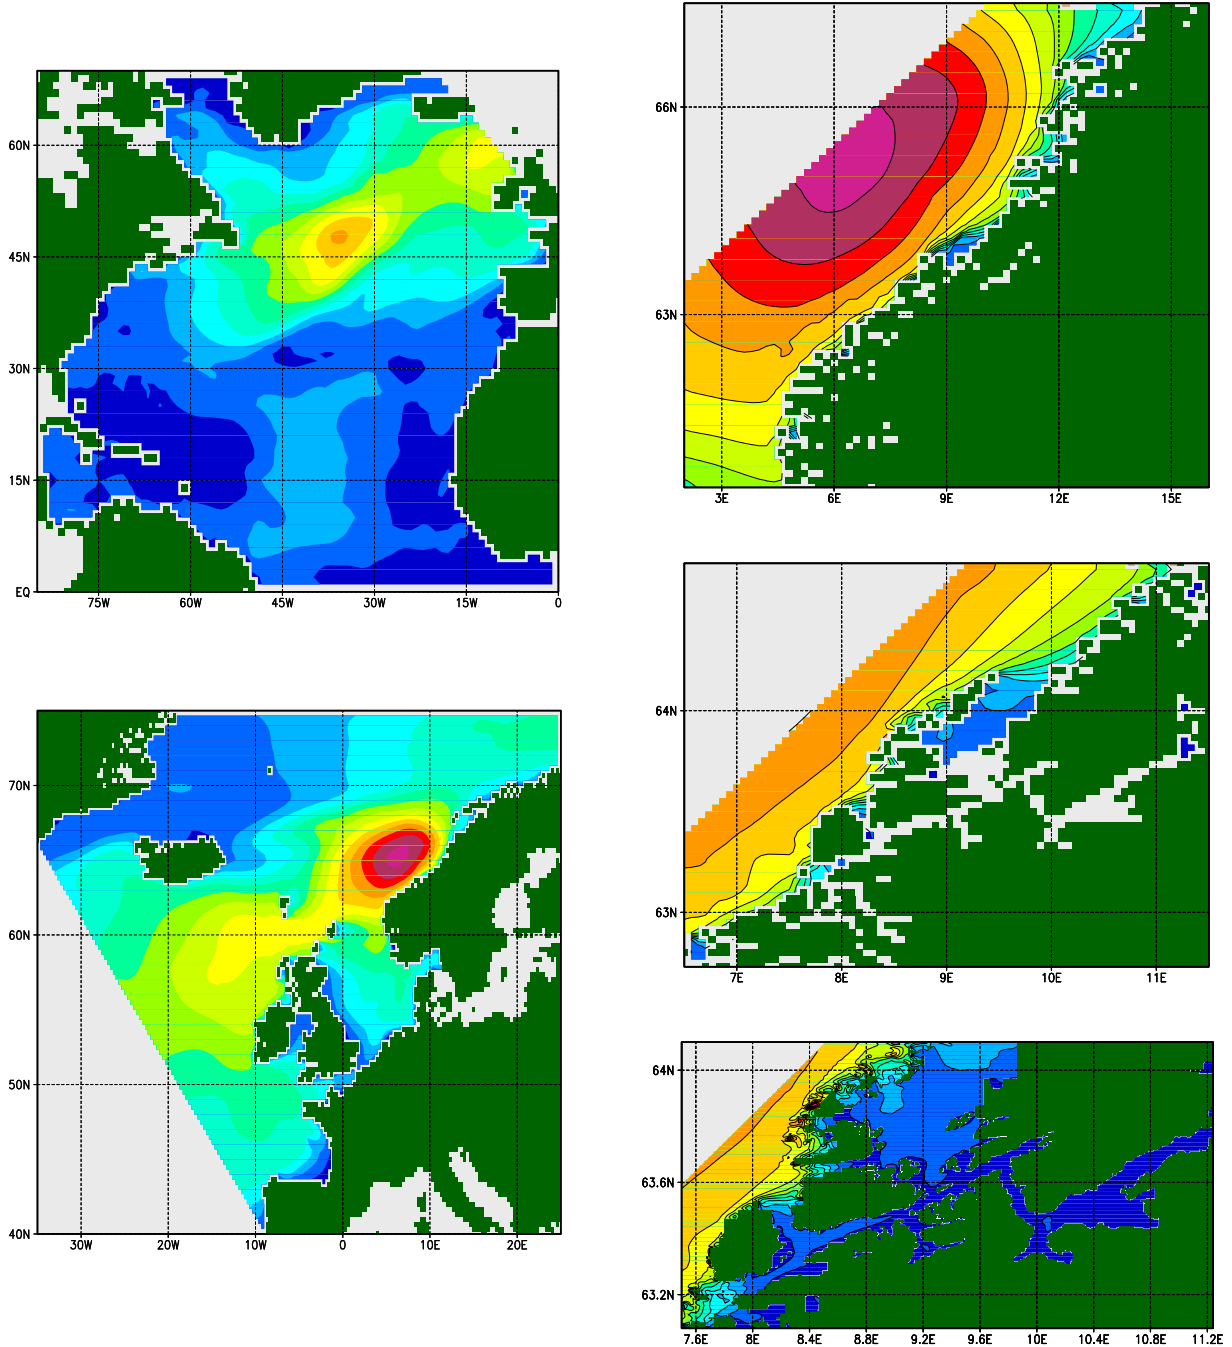 60N
45N
30N
15N
EQ
75W 60W 45W 30W 15W 0
66N
63N
3E 6E 9E 12E 15E
64N
63N
7E 8E 9E 10E 11E
70N
60N
50N
40N
30W 20W 10W 0 10E 20E
64N
63.6N
63.2N
7.6E 8E 8.4E 8.8E 9.2E 9.6E 10E 10.4E 10.8E 11.2E